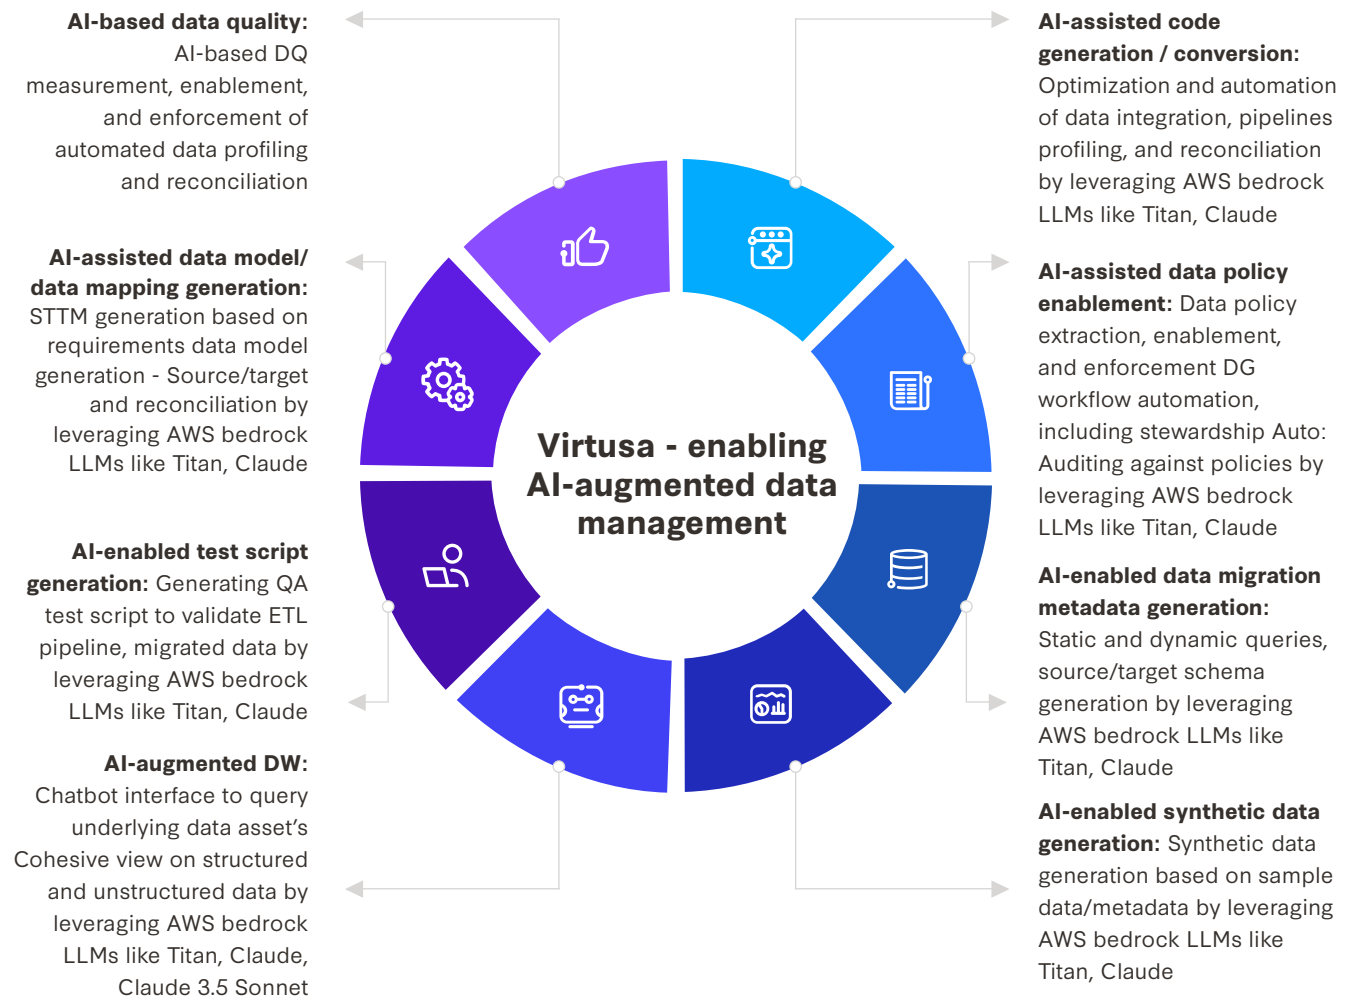 AI-based data quality:
AI-based DQ
measurement, enablement,
and enforcement of
automated data profiling
and reconciliation
AI-assisted data model/
data mapping generation:
STTM generation based on
requirements data model
generation - Source/target
and reconciliation by
leveraging AWS bedrock
LLMs like Titan, Claude
AI-enabled test script
generation: Generating QA
test script to validate ETL
pipeline, migrated data by
leveraging AWS bedrock
LLMs like Titan, Claude
AI-augmented DW:
Chatbot interface to query
underlying data asset’s
Cohesive view on structured
and unstructured data by
leveraging AWS bedrock
LLMs like Titan, Claude,
Claude 3.5 Sonnet
Virtusa - enabling
AI-augmented data
management
AI-assisted code
generation / conversion:
Optimization and automation
of data integration, pipelines
profiling, and reconciliation
by leveraging AWS bedrock
LLMs like Titan, Claude
AI-assisted data policy
enablement: Data policy
extraction, enablement,
and enforcement DG
workflow automation,
including stewardship Auto:
Auditing against policies by
leveraging AWS bedrock
LLMs like Titan, Claude
AI-enabled data migration
metadata generation:
Static and dynamic queries,
source/target schema
generation by leveraging
AWS bedrock LLMs like
Titan, Claude
AI-enabled synthetic data
generation: Synthetic data
generation based on sample
data/metadata by leveraging
AWS bedrock LLMs like
Titan, Claude